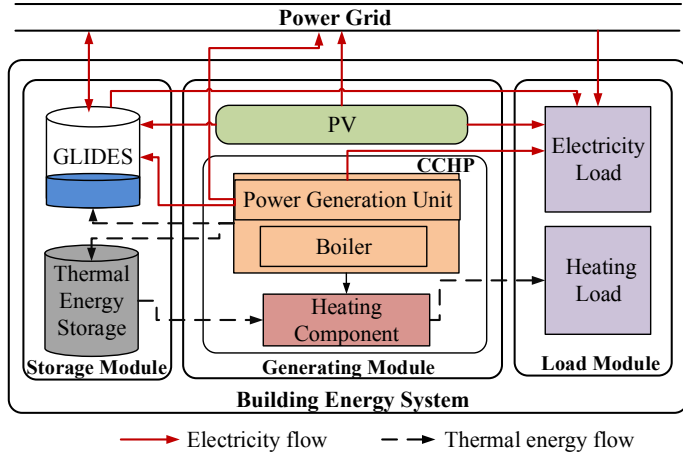 Power Grid
PV
GLIDES
CCHP
Electricity
Load
Power Generation Unit
Boiler
Thermal
Energy
Storage
Heating
Component
Heating
Load
Storage Module
Generating Module
Load Module
Building Energy System
Electricity flow
Thermal energy flow